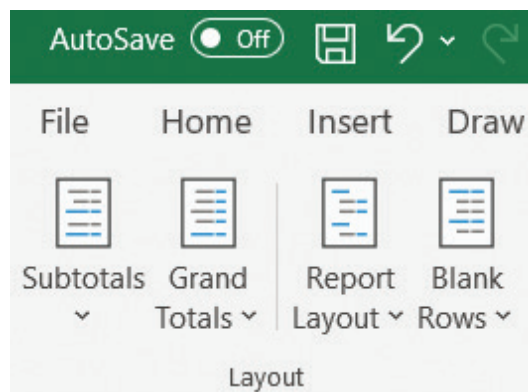 AutoSave Off
File Home Insert Draw
Subtotals Grand Totals Report Layout Blank Rows
Layout